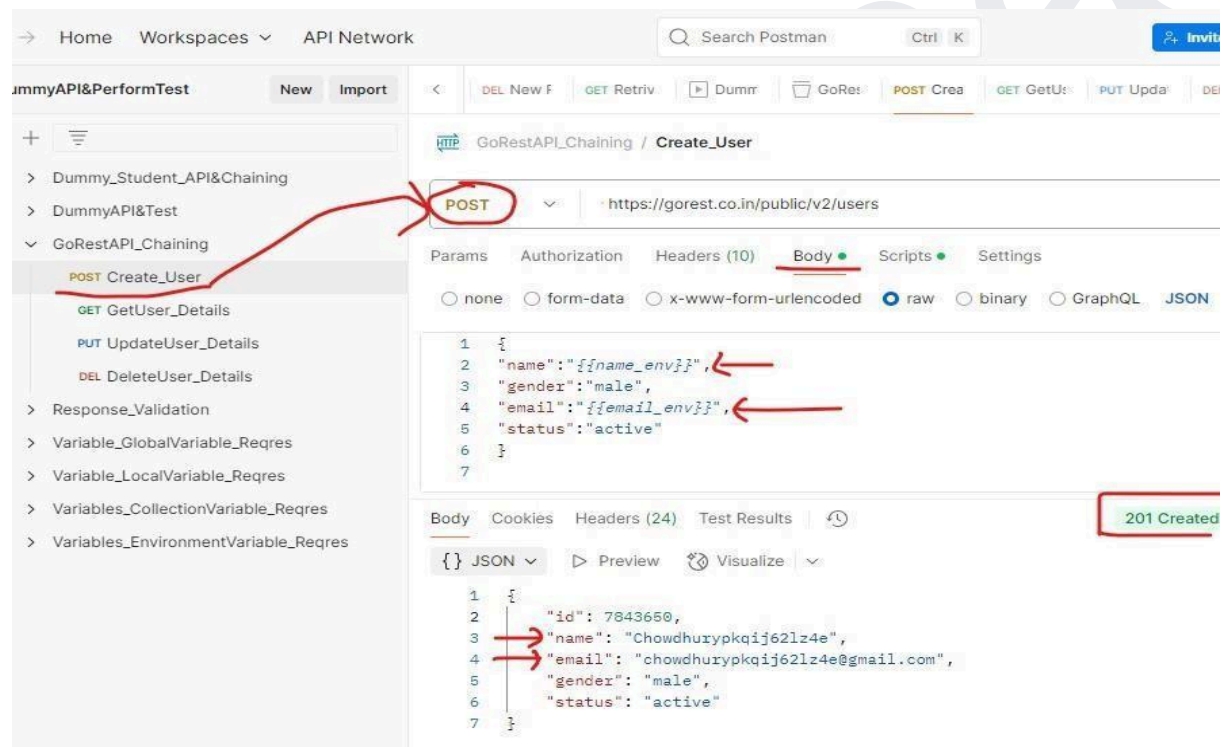 Home Workspaces API Network Search Postman Ctrl K Invite
ummyAPI&PerformTest New Import DEL New F GET Retriv Dumm GoRes POST Crea GET GetUs PUT Upda DEL
HTTP GoRestAPI_Chaining / Create_User
Dummy_Student_API&Chaining
DummyAPI&Test
GoRestAPI_Chaining
POST Create_User
GET GetUser_Details
PUT UpdateUser_Details
DEL DeleteUser_Details
Response_Validation
Variable_GlobalVariable_Reqres
Variable_LocalVariable_Reqres
Variables_CollectionVariable_Reqres
Variables_EnvironmentVariable_Reqres
POST https://gorest.co.in/public/v2/users
Params Authorization Headers (10) Body Scripts Settings
none form-data x-www-form-urlencoded raw binary GraphQL JSON
1 {
2 "name":"{{name_env}}",
3 "gender":"male",
4 "email":"{{email_env}}",
5 "status":"active"
6 }
7
Body Cookies Headers (24) Test Results 201 Created
{} JSON Preview Visualize
1 {
2 "id": 7843650,
3 "name": "Chowdhurypkqij62lz4e",
4 "email": "chowdhurypkqij62lz4e@gmail.com",
5 "gender": "male",
6 "status": "active"
7 }